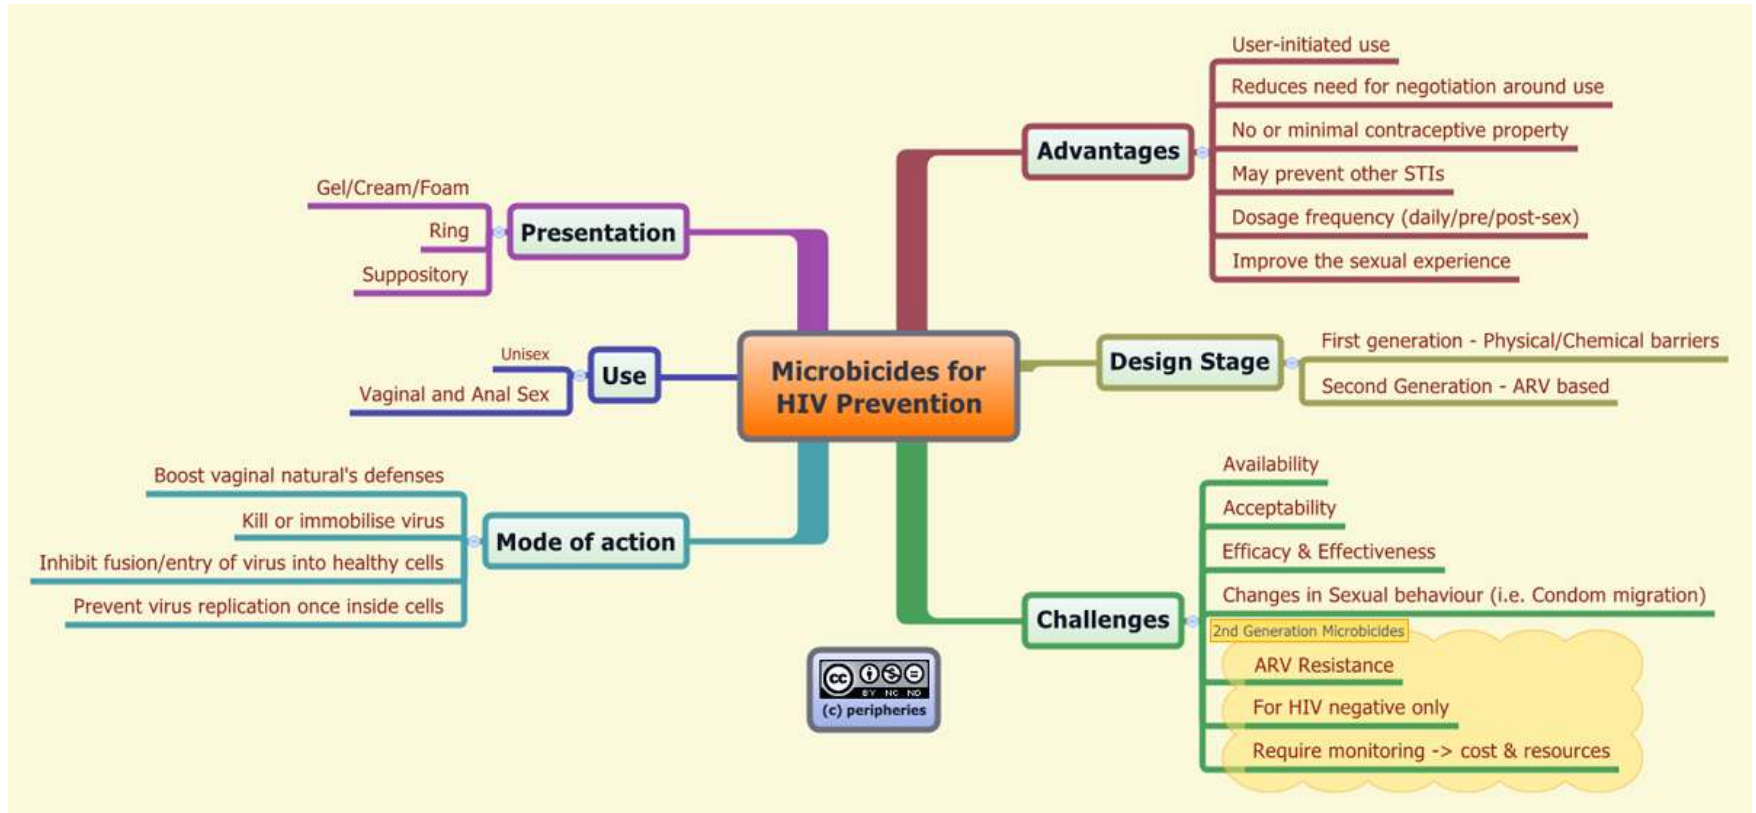 Microbicides for
HIV Prevention
Advantages
User-initiated use
Reduces need for negotiation around use
No or minimal contraceptive property
May prevent other STIs
Dosage frequency (daily/pre/post-sex)
Improve the sexual experience
Design Stage
First generation - Physical/Chemical barriers
Second Generation - ARV based
Challenges
Availability
Acceptability
Efficacy & Effectiveness
Changes in Sexual behaviour (i.e. Condom migration)
2nd Generation Microbicides
ARV Resistance
For HIV negative only
Require monitoring -> cost & resources
Presentation
Gel/Cream/Foam
Ring
Suppository
Use
Unisex
Vaginal and Anal Sex
Mode of action
Boost vaginal natural's defenses
Kill or immobilise virus
Inhibit fusion/entry of virus into healthy cells
Prevent virus replication once inside cells
cc
BY NC ND
(c) peripheries